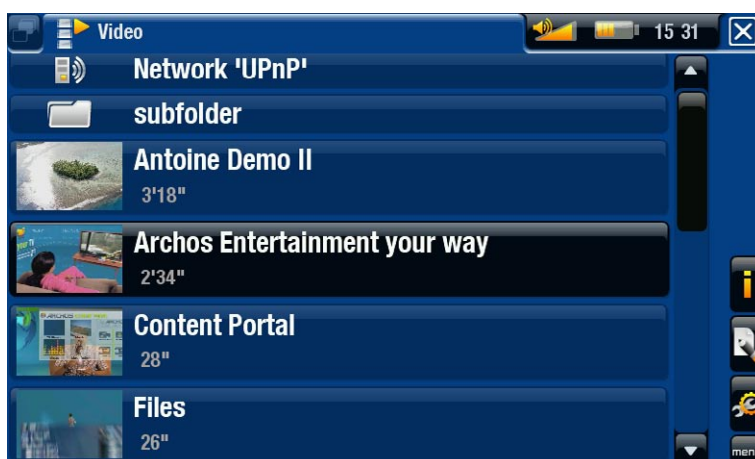 Video
15 31
Network 'UPnP'
subfolder
Antoine Demo II
3'18"
Archos Entertainment your way
2'34"
Content Portal
28"
Files
26"
i